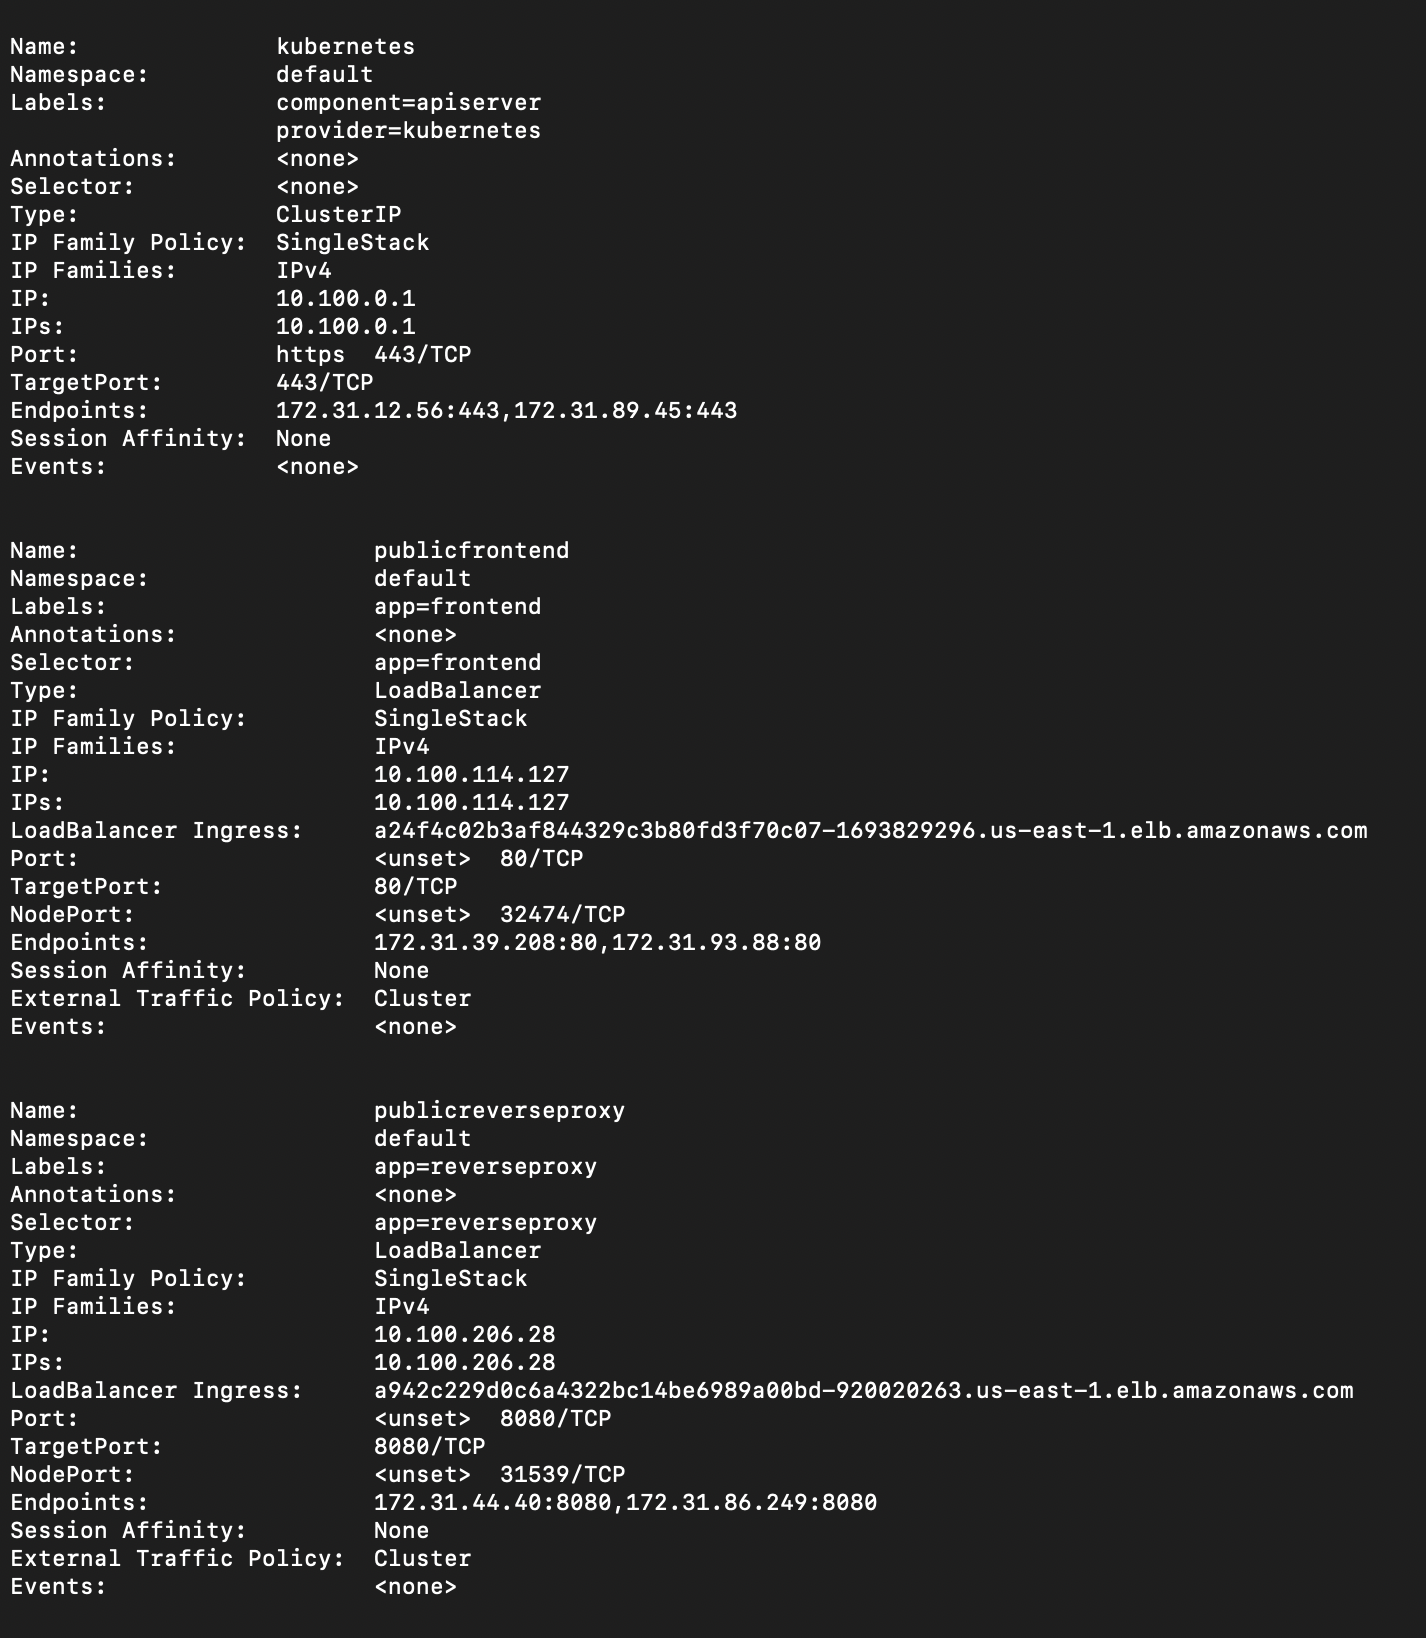 Name:              kubernetes
Namespace:         default
Labels:            component=apiserver
                   provider=kubernetes
Annotations:       <none>
Selector:          <none>
Type:              ClusterIP
IP Family Policy:  SingleStack
IP Families:       IPv4
IP:                10.100.0.1
IPs:               10.100.0.1
Port:              https  443/TCP
TargetPort:        443/TCP
Endpoints:         172.31.12.56:443,172.31.89.45:443
Session Affinity:  None
Events:            <none>
Name:                     publicfrontend
Namespace:                default
Labels:                   app=frontend
Annotations:              <none>
Selector:                 app=frontend
Type:                     LoadBalancer
IP Family Policy:         SingleStack
IP Families:              IPv4
IP:                       10.100.114.127
IPs:                      10.100.114.127
LoadBalancer Ingress:     a24f4c02b3af844329c3b80fd3f70c07-1693829296.us-east-1.elb.amazonaws.com
Port:                     <unset>  80/TCP
TargetPort:               80/TCP
NodePort:                 <unset>  32474/TCP
Endpoints:                172.31.39.208:80,172.31.93.88:80
Session Affinity:         None
External Traffic Policy:  Cluster
Events:                   <none>
Name:                     publicreverseproxy
Namespace:                default
Labels:                   app=reverseproxy
Annotations:              <none>
Selector:                 app=reverseproxy
Type:                     LoadBalancer
IP Family Policy:         SingleStack
IP Families:              IPv4
IP:                       10.100.206.28
IPs:                      10.100.206.28
LoadBalancer Ingress:     a942c229d0c6a4322bc14be6989a00bd-920020263.us-east-1.elb.amazonaws.com
Port:                     <unset>  8080/TCP
TargetPort:               8080/TCP
NodePort:                 <unset>  31539/TCP
Endpoints:                172.31.44.40:8080,172.31.86.249:8080
Session Affinity:         None
External Traffic Policy:  Cluster
Events:                   <none>